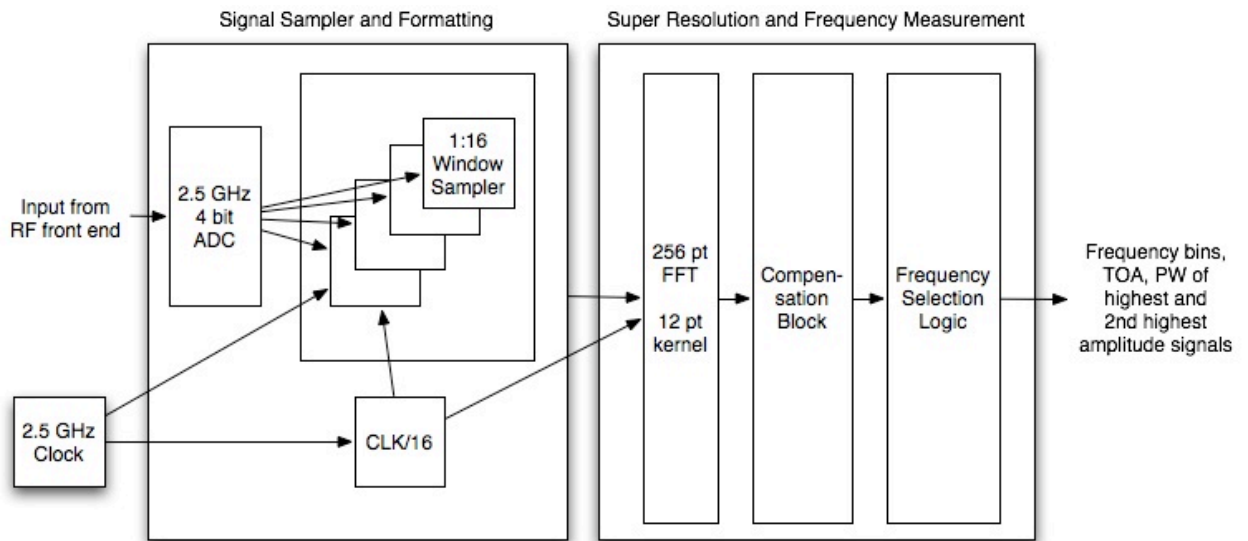 Signal Sampler and Formatting
Super Resolution and Frequency Measurement
Input from
RF front end
2.5 GHz
4 bit
ADC
1:16
Window
Sampler
2.5 GHz
Clock
CLK/16
256 pt
FFT
12 pt
kernel
Compen-
sation
Block
Frequency
Selection
Logic
Frequency bins,
TOA, PW of
highest and
2nd highest
amplitude signals